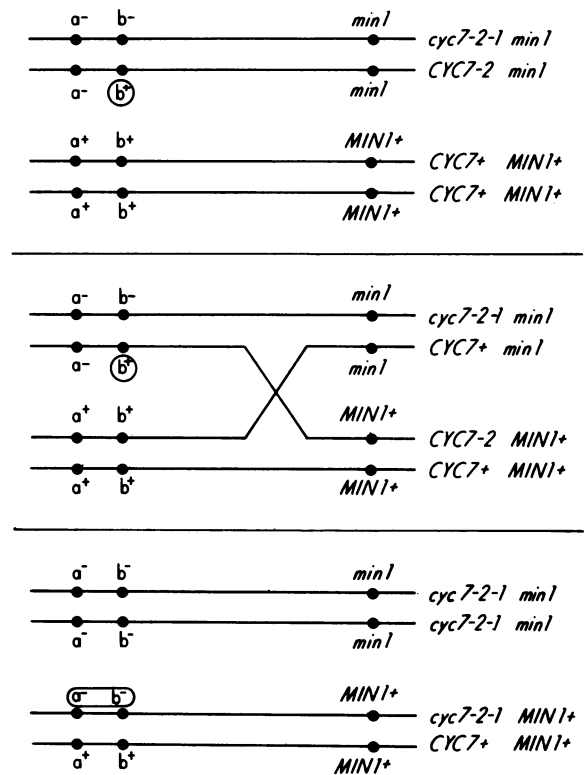 a- b- min1
cyc7-2-1 min1
CYC7-2 min1
a- b+ min1
a+ b+ MIN1+
CYC7+ MIN1+
CYC7+ MIN1+
a+ b+ MIN1+
a- b- min1
cyc7-2-1 min1
CYC7+ min1
a- b+ min1
a+ b+ MIN1+
CYC7-2 MIN1+
CYC7+ MIN1+
a+ b+ MIN1+
a- b- min1
cyc7-2-1 min1
cyc7-2-1 min1
a- b- min1
a- b- MIN1+
cyc7-2-1 MIN1+
CYC7+ MIN1+
a+ b+ MIN1+